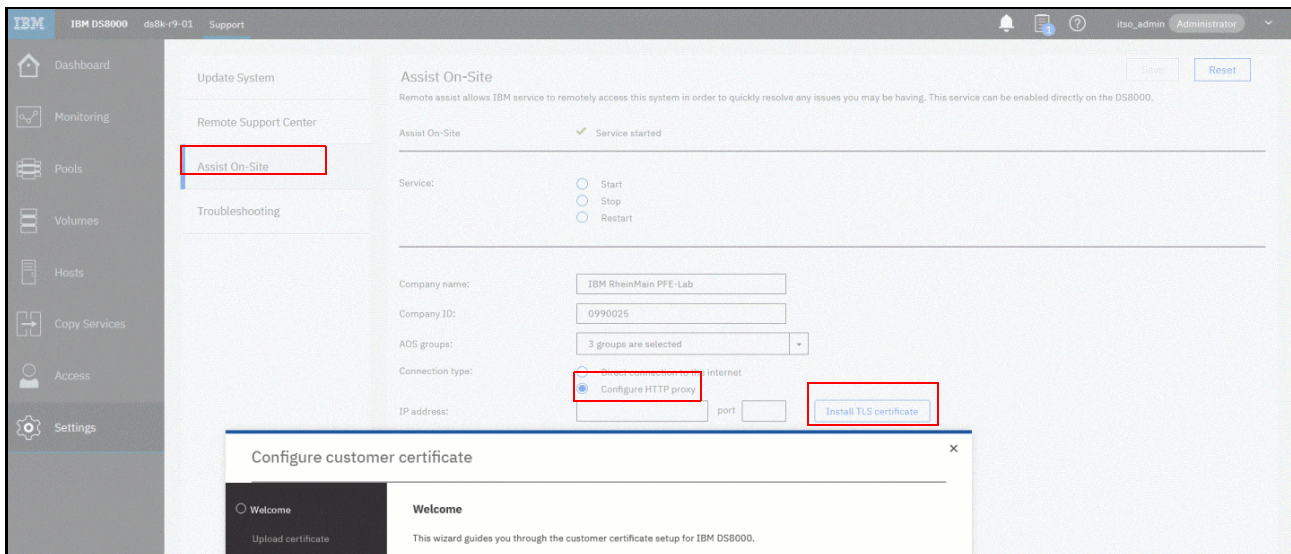 IBM IBM DS8000 ds8k-r9-01 Support 1 itso_admin Administrator
Dashboard
Monitoring
Pools
Volumes
Hosts
Copy Services
Access
Settings
Update System
Remote Support Center
Assist On-Site
Troubleshooting
Assist On-Site
Save Reset
Remote assist allows IBM service to remotely access this system in order to quickly resolve any issues you may be having. This service can be enabled directly on the DS8000.
Assist On-Site Service started
Service: Start
Stop
Restart
Company name: IBM RheinMain PFE-Lab
Company ID: 0990025
AOS groups: 3 groups are selected
Connection type: Direct connection to the internet
Configure HTTP proxy
IP address: port Install TLS certificate
Configure customer certificate
Welcome
Upload certificate
Welcome
This wizard guides you through the customer certificate setup for IBM DS8000.